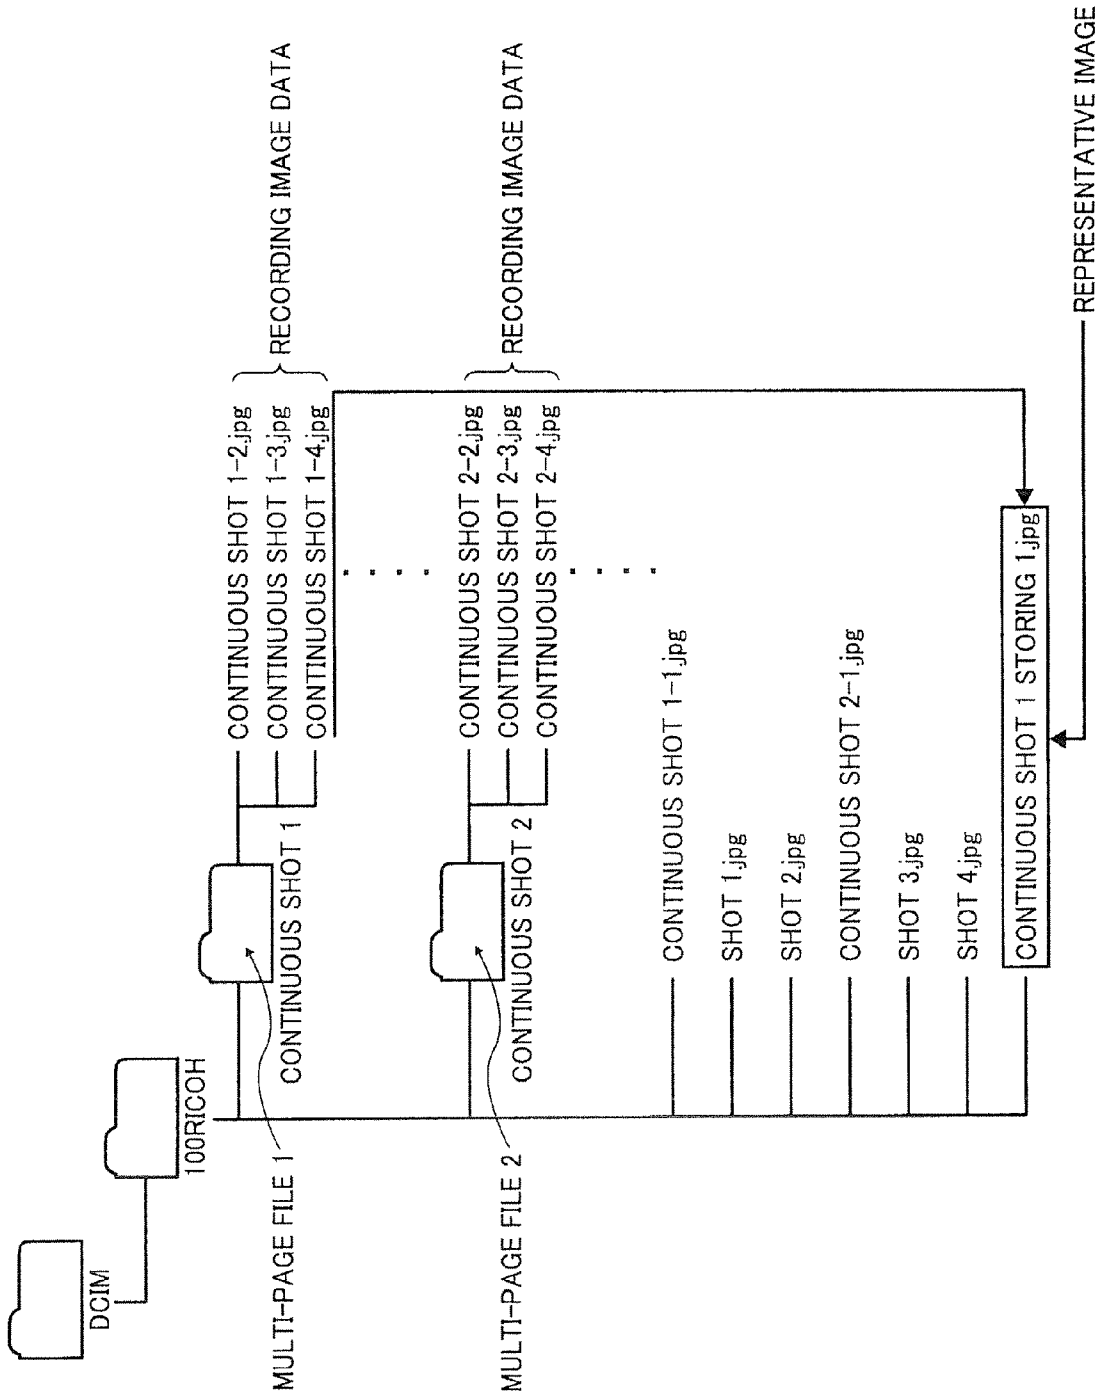 DCIM
100RICOH
MULTI-PAGE FILE 1
CONTINUOUS SHOT 1
CONTINUOUS SHOT 1-2.jpg
CONTINUOUS SHOT 1-3.jpg
CONTINUOUS SHOT 1-4.jpg
RECORDING IMAGE DATA
. . . .
MULTI-PAGE FILE 2
CONTINUOUS SHOT 2
CONTINUOUS SHOT 2-2.jpg
CONTINUOUS SHOT 2-3.jpg
CONTINUOUS SHOT 2-4.jpg
RECORDING IMAGE DATA
. . . .
CONTINUOUS SHOT 1-1.jpg
SHOT 1.jpg
SHOT 2.jpg
CONTINUOUS SHOT 2-1.jpg
SHOT 3.jpg
SHOT 4.jpg
CONTINUOUS SHOT 1 STORING 1.jpg
REPRESENTATIVE IMAGE